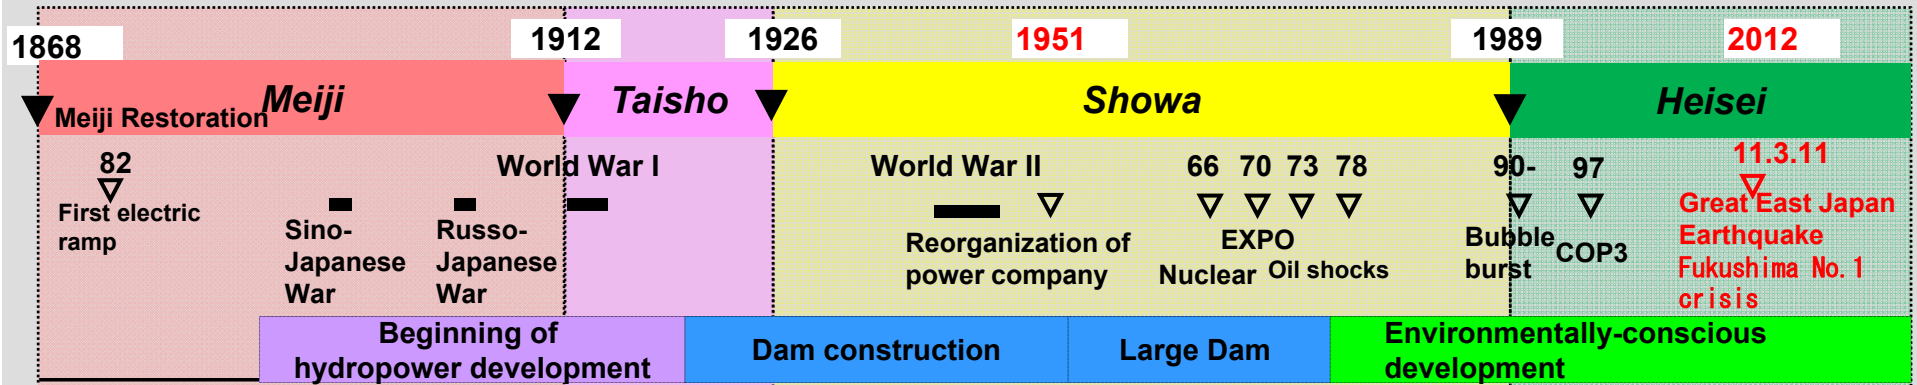 1868
1912
1926
1951
1989
2012
Meiji Restoration
Meiji
Taisho
Showa
Heisei
82
First electric
ramp
Sino-
Japanese
War
Russo-
Japanese
War
World War I
World War II
Reorganization of
power company
66
70
73
78
EXPO
Nuclear
Oil shocks
90-
Bubble
burst
97
COP3
11.3.11
Great East Japan
Earthquake
Fukushima No.1
crisis
Beginning of
hydropower development
Dam construction
Large Dam
Environmentally-conscious
development